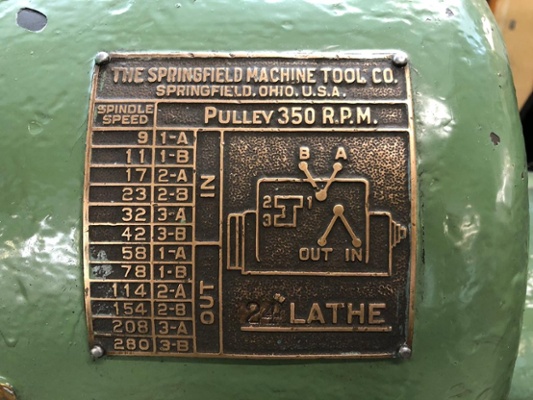 THE SPRINGFIELD MACHINE TOOL CO.
SPRINGFIELD, OHIO, U.S.A.
SPINDLE SPEED
PULLEY 350 R.P.M.
9 1-A
11 1-B
17 2-A
23 2-B
32 3-A
42 3-B
IN
58 1-A
78 1-B
114 2-A
154 2-B
208 3-A
280 3-B
OUT
B A
2 1
3
OUT IN
24" LATHE